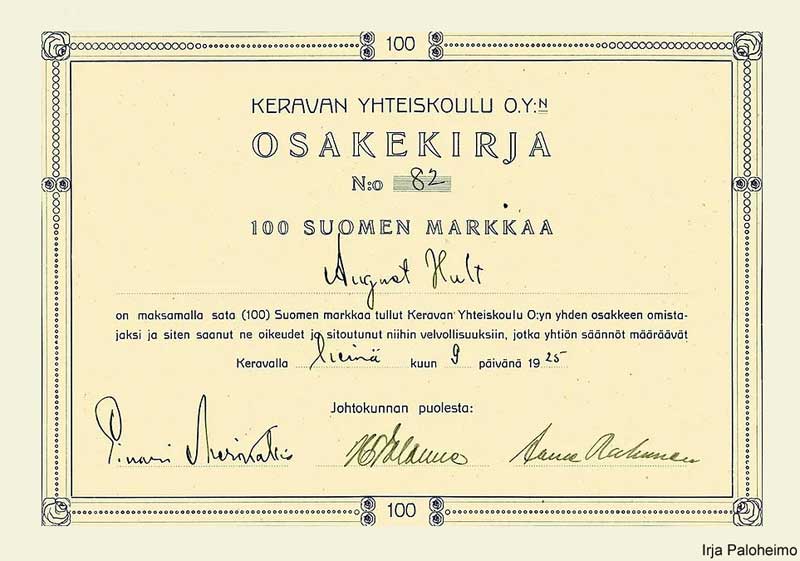 100
KERAVAN YHTEISKOULU O.Y:N
OSAKEKIRJA
N:o 82
100 SUOMEN MARKKAA
August Hult
on maksamalla sata (100) Suomen markkaa tullut Keravan Yhteiskoulu O:yn yhden osakkeen omista-
jaksi ja siten saanut ne oikeudet ja sitoutunut niihin velvollisuuksiin, jotka yhtiön säännöt määräävät
Keravalla heinä kuun 9 päivänä 1925
Johtokunnan puolesta:
100
Irja Paloheimo